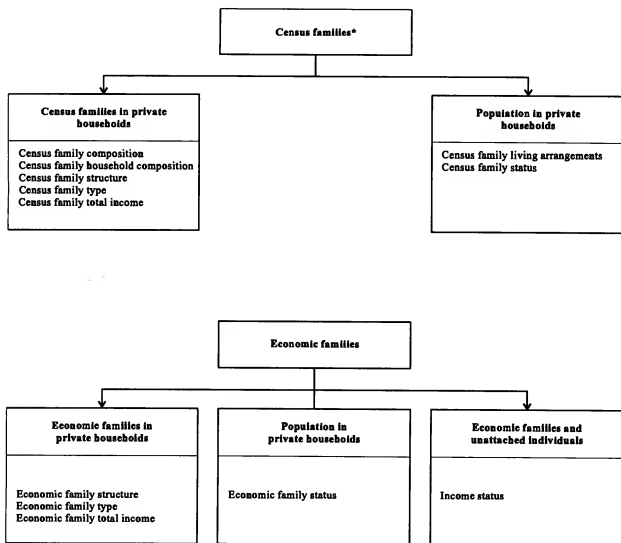 Census families*
Census families in private
households
Census family composition
Census family household composition
Census family structure
Census family type
Census family total income
Population in private
households
Census family living arrangements
Census family status
Economic families
Economic families in
private households
Economic family structure
Economic family type
Economic family total income
Population in
private households
Economic family status
Economic families and
unattached individuals
Income status